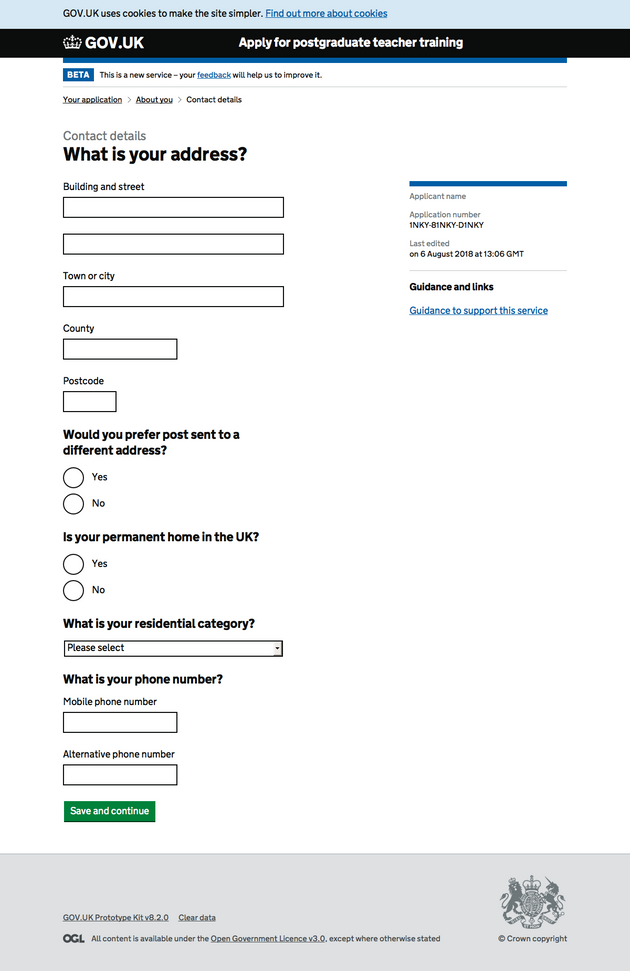 GOV.UK uses cookies to make the site simpler. Find out more about cookies
GOV.UK
Apply for postgraduate teacher training
BETA This is a new service – your feedback will help us to improve it.
Your application > About you > Contact details
Contact details
What is your address?
Building and street
Town or city
County
Postcode
Would you prefer post sent to a
different address?
Yes
No
Is your permanent home in the UK?
Yes
No
What is your residential category?
Please select
What is your phone number?
Mobile phone number
Alternative phone number
Save and continue
Applicant name
Application number
1NKY-81NKY-D1NKY
Last edited
on 6 August 2018 at 13:06 GMT
Guidance and links
Guidance to support this service
GOV.UK Prototype Kit v8.2.0 Clear data
OGL All content is available under the Open Government Licence v3.0, except where otherwise stated
© Crown copyright